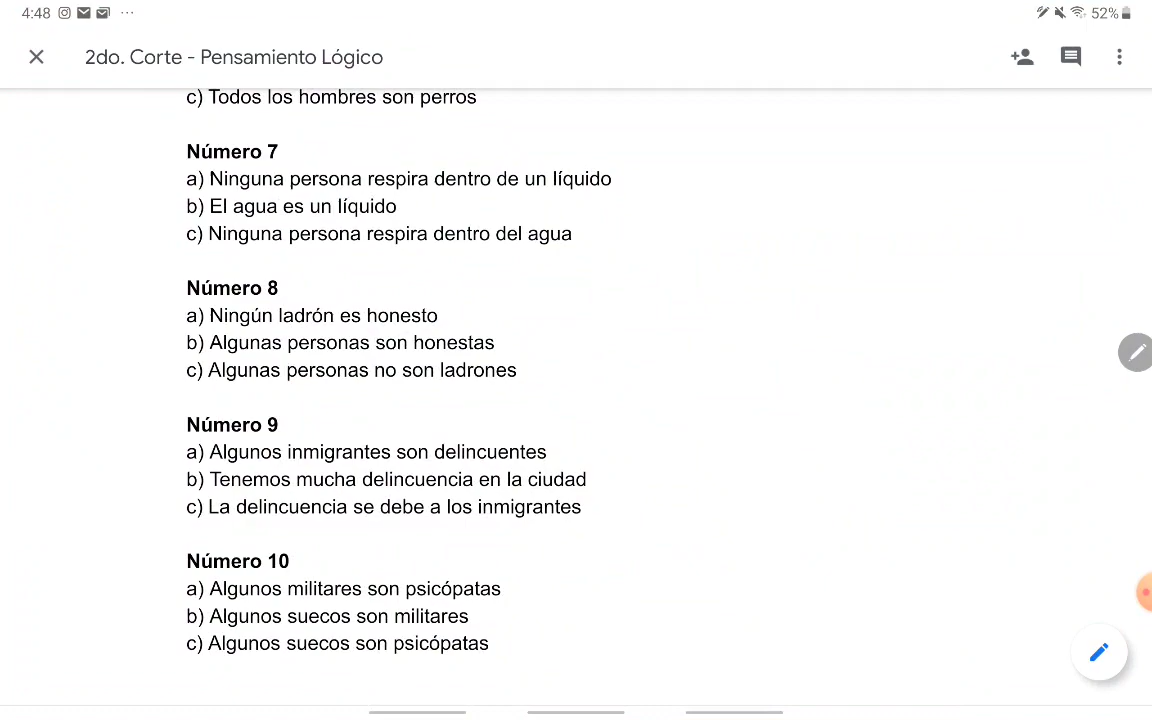 4:48 ... 52%
2do. Corte - Pensamiento Lógico
c) Todos los hombres son perros
Número 7
a) Ninguna persona respira dentro de un líquido
b) El agua es un líquido
c) Ninguna persona respira dentro del agua
Número 8
a) Ningún ladrón es honesto
b) Algunas personas son honestas
c) Algunas personas no son ladrones
Número 9
a) Algunos inmigrantes son delincuentes
b) Tenemos mucha delincuencia en la ciudad
c) La delincuencia se debe a los inmigrantes
Número 10
a) Algunos militares son psicópatas
b) Algunos suecos son militares
c) Algunos suecos son psicópatas